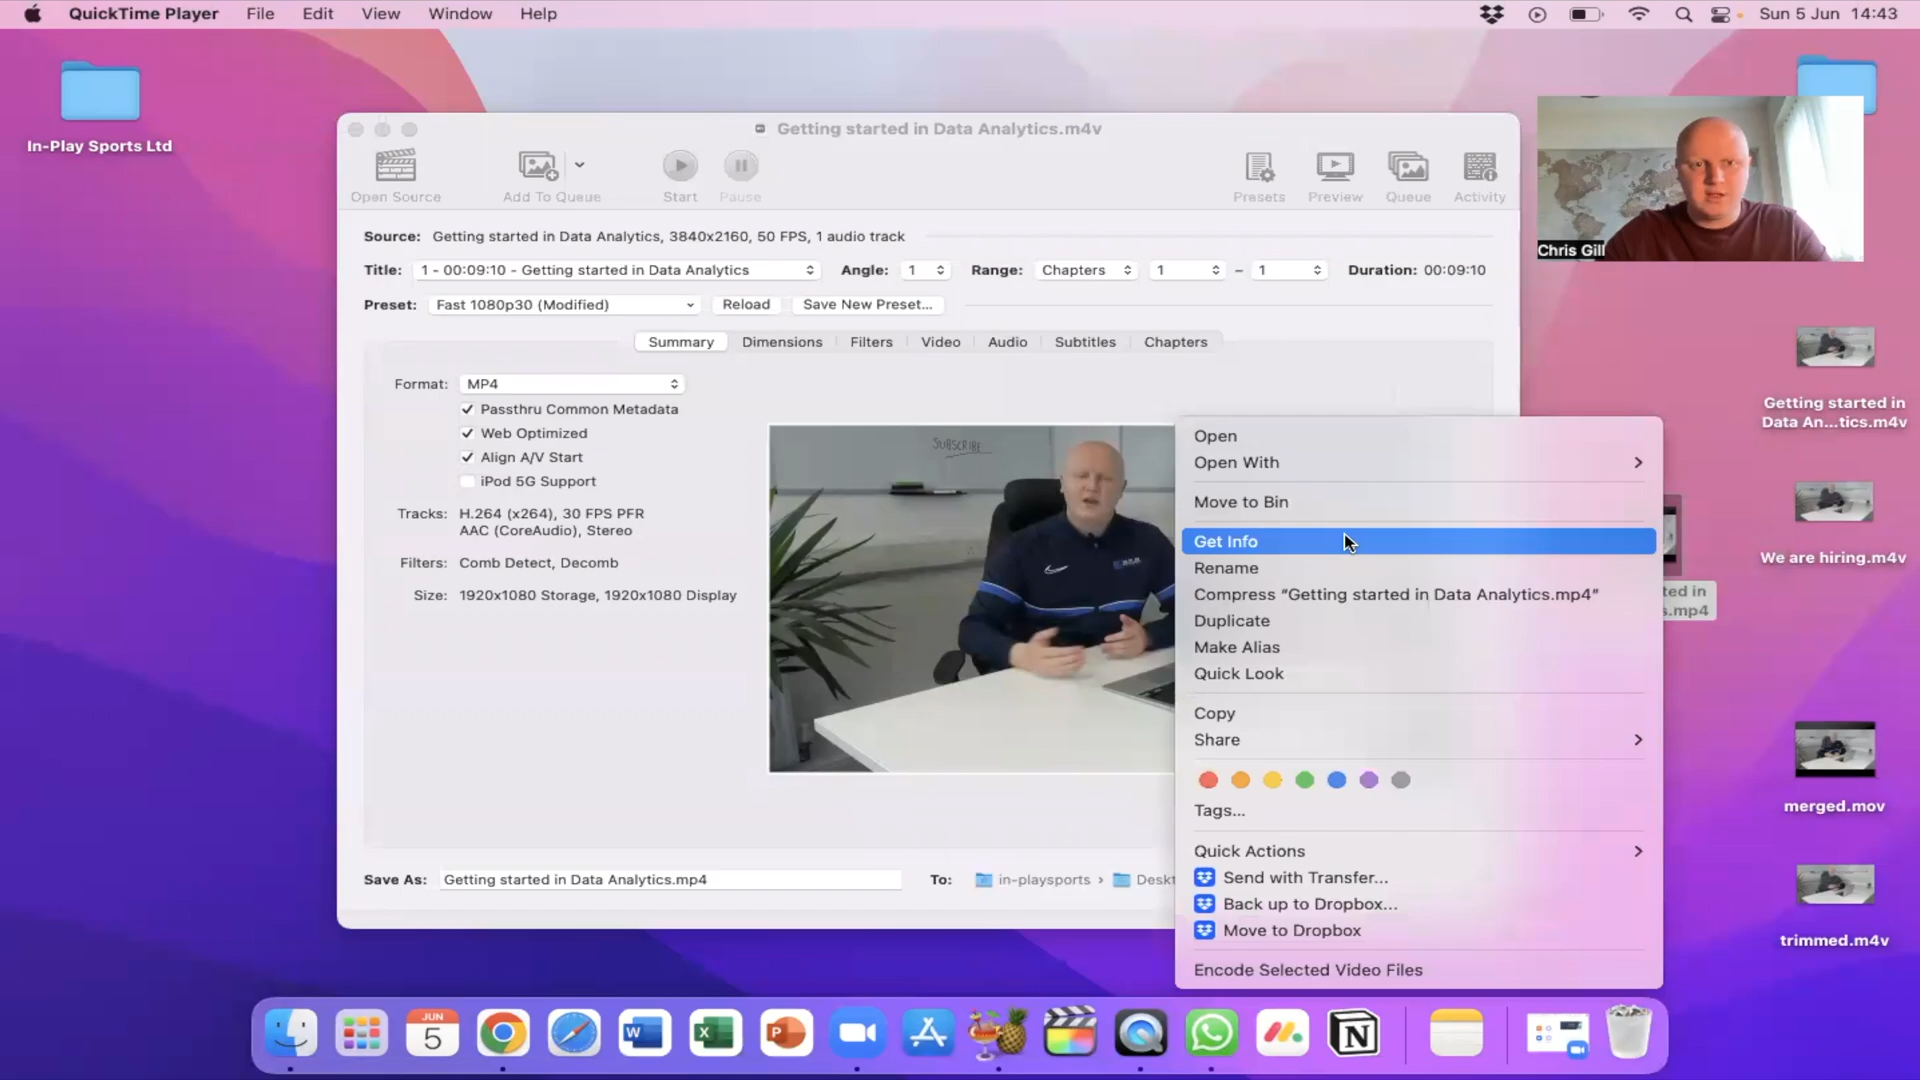 QuickTime Player File Edit View Window Help Sun 5 Jun 14:43
In-Play Sports Ltd
Getting started in Data Analytics.m4v
Open Source Add To Queue Start Pause Presets Preview Queue Activity
Chris Gill
Source: Getting started in Data Analytics, 3840x2160, 50 FPS, 1 audio track
Title: 1 - 00:09:10 - Getting started in Data Analytics Angle: 1 Range: Chapters 1 – 1 Duration: 00:09:10
Preset: Fast 1080p30 (Modified) Reload Save New Preset...
Summary Dimensions Filters Video Audio Subtitles Chapters
Format: MP4
Passthru Common Metadata
Web Optimized
Align A/V Start
iPod 5G Support
Tracks: H.264 (x264), 30 FPS PFR
AAC (CoreAudio), Stereo
Filters: Comb Detect, Decomb
Size: 1920x1080 Storage, 1920x1080 Display
SUBSCRIBE
Open
Open With
Move to Bin
Get Info
Rename
Compress “Getting started in Data Analytics.mp4”
Duplicate
Make Alias
Quick Look
Copy
Share
Tags...
Quick Actions
Send with Transfer...
Back up to Dropbox...
Move to Dropbox
Encode Selected Video Files
Save As: Getting started in Data Analytics.mp4 To: in-playsports › Deskt
Getting started in
Data An...tics.m4v
We are hiring.m4v
ted in
s.mp4
merged.mov
trimmed.m4v
JUN
5
W
X
P
N